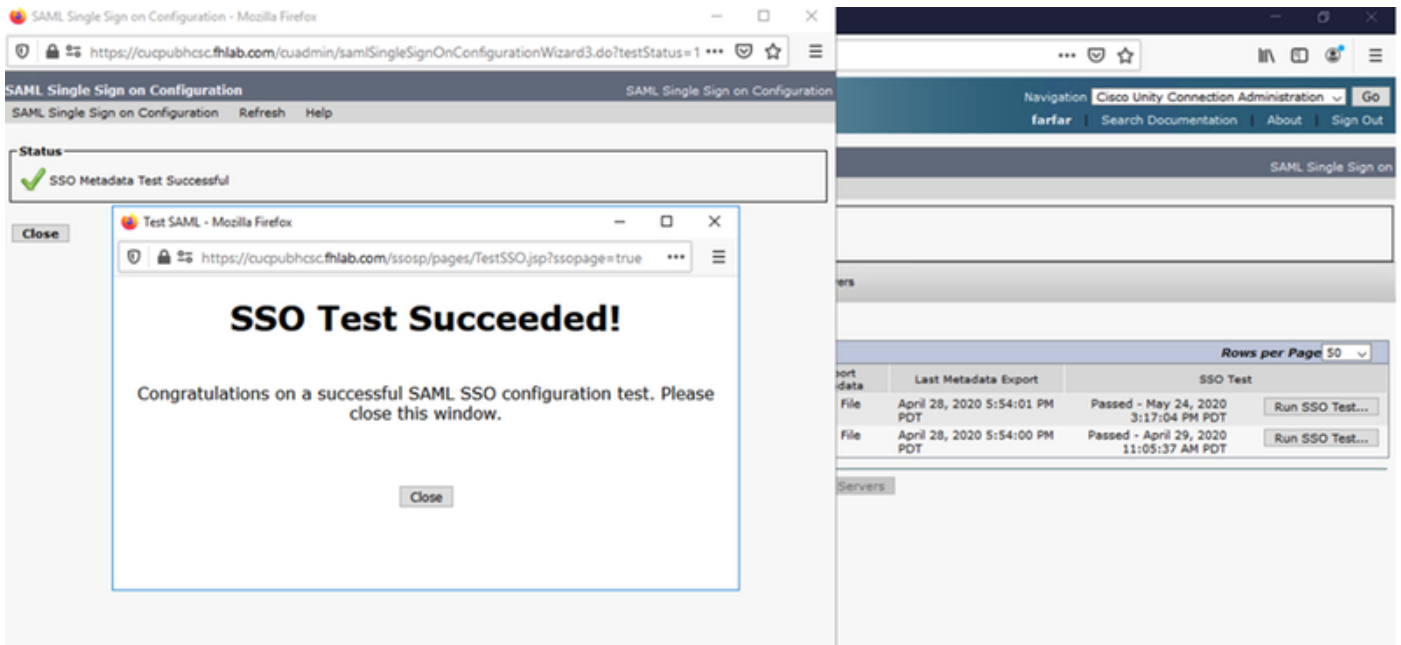 SAML Single Sign on Configuration - Mozilla Firefox
https://cucpubhcsc.fhlab.com/cuadmin/samlSingleSignOnConfigurationWizard3.do?testStatus=1
SAML Single Sign on Configuration
SAML Single Sign on Configuration
SAML Single Sign on Configuration Refresh Help
Status
SSO Metadata Test Successful
Close
Test SAML - Mozilla Firefox
https://cucpubhcsc.fhlab.com/ssosp/pages/TestSSO.jsp?ssopage=true
SSO Test Succeeded!
Congratulations on a successful SAML SSO configuration test. Please
close this window.
Close
Navigation Cisco Unity Connection Administration Go
farfar Search Documentation About Sign Out
SAML Single Sign on
ers
Rows per Page 50
port
data
Last Metadata Export
SSO Test
File
April 28, 2020 5:54:01 PM
PDT
Passed - May 24, 2020
3:17:04 PM PDT
Run SSO Test...
File
April 28, 2020 5:54:00 PM
PDT
Passed - April 29, 2020
11:05:37 AM PDT
Run SSO Test...
Servers